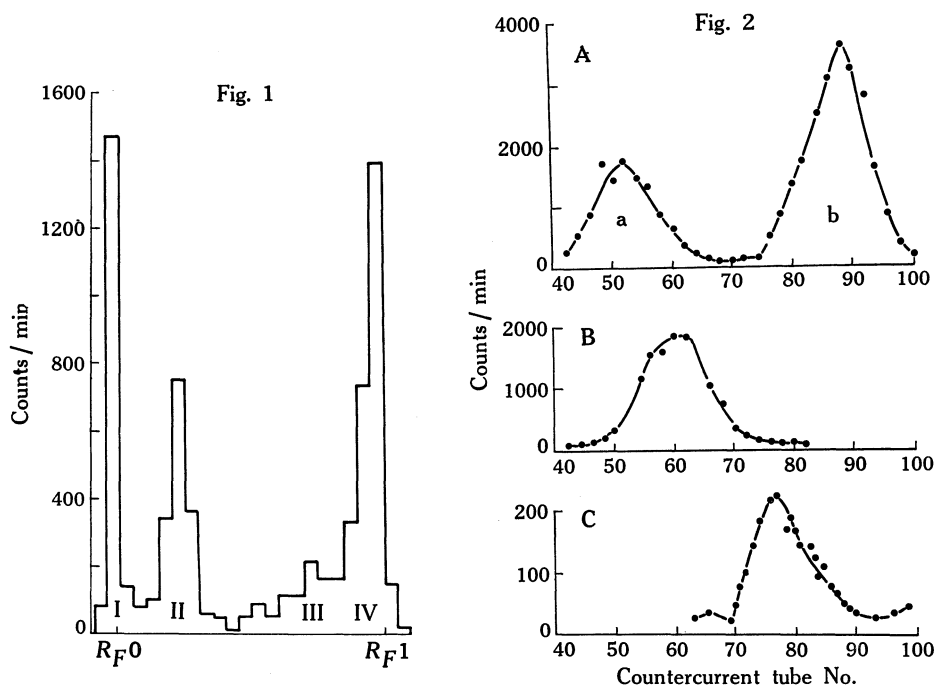 Fig. 1
1600
1200
800
400
0
Counts / min
I
II
III
IV
RF0
RF1
Fig. 2
4000
2000
0
A
a
b
40 50 60 70 80 90 100
Counts / min
2000
1000
0
B
40 50 60 70 80 90 100
200
100
0
C
40 50 60 70 80 90 100
Countercurrent tube No.